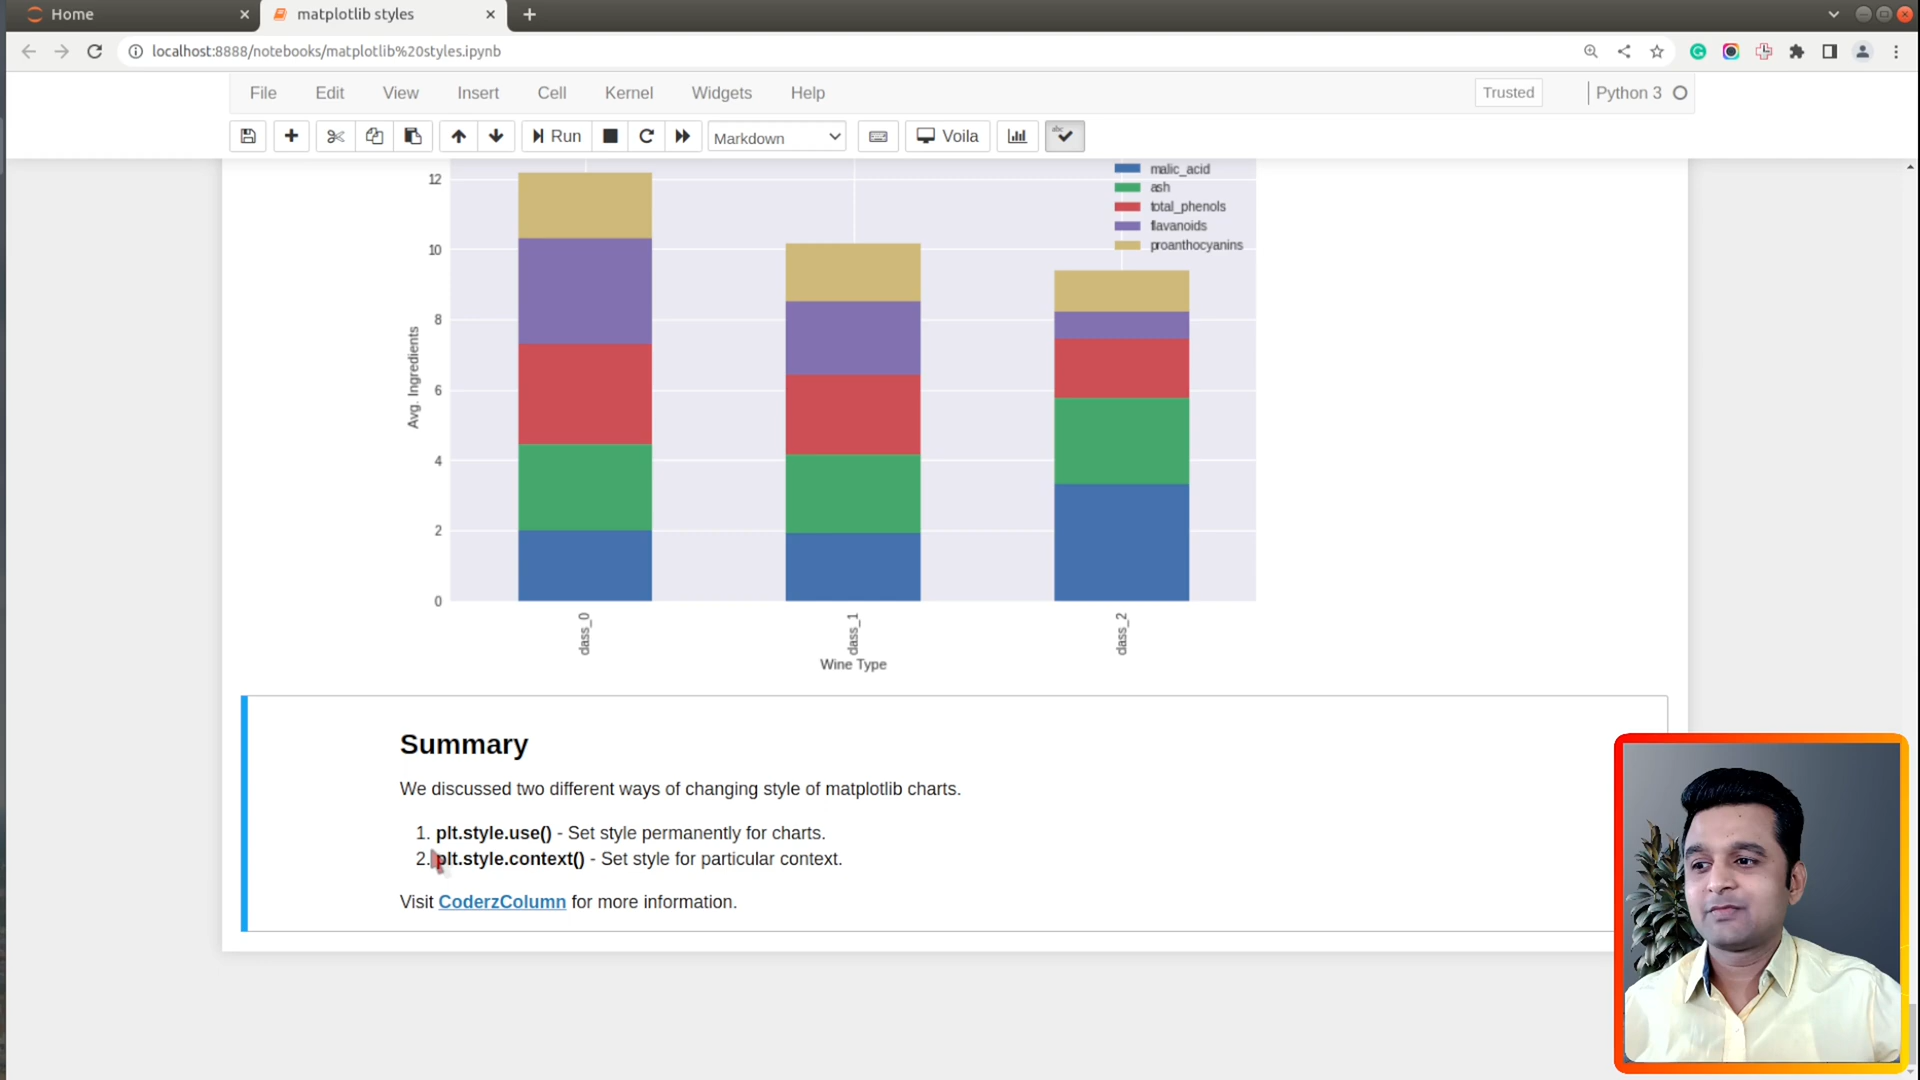 Home
matplotlib styles
localhost:8888/notebooks/matplotlib%20styles.ipynb
File Edit View Insert Cell Kernel Widgets Help Trusted Python 3
Run Markdown Voila
12
10
8
6
4
2
0
Avg. Ingredients
malic_acid
ash
total_phenols
flavanoids
proanthocyanins
class_0 class_1 class_2
Wine Type
Summary
We discussed two different ways of changing style of matplotlib charts.
1. plt.style.use() - Set style permanently for charts.
2. plt.style.context() - Set style for particular context.
Visit CoderzColumn for more information.